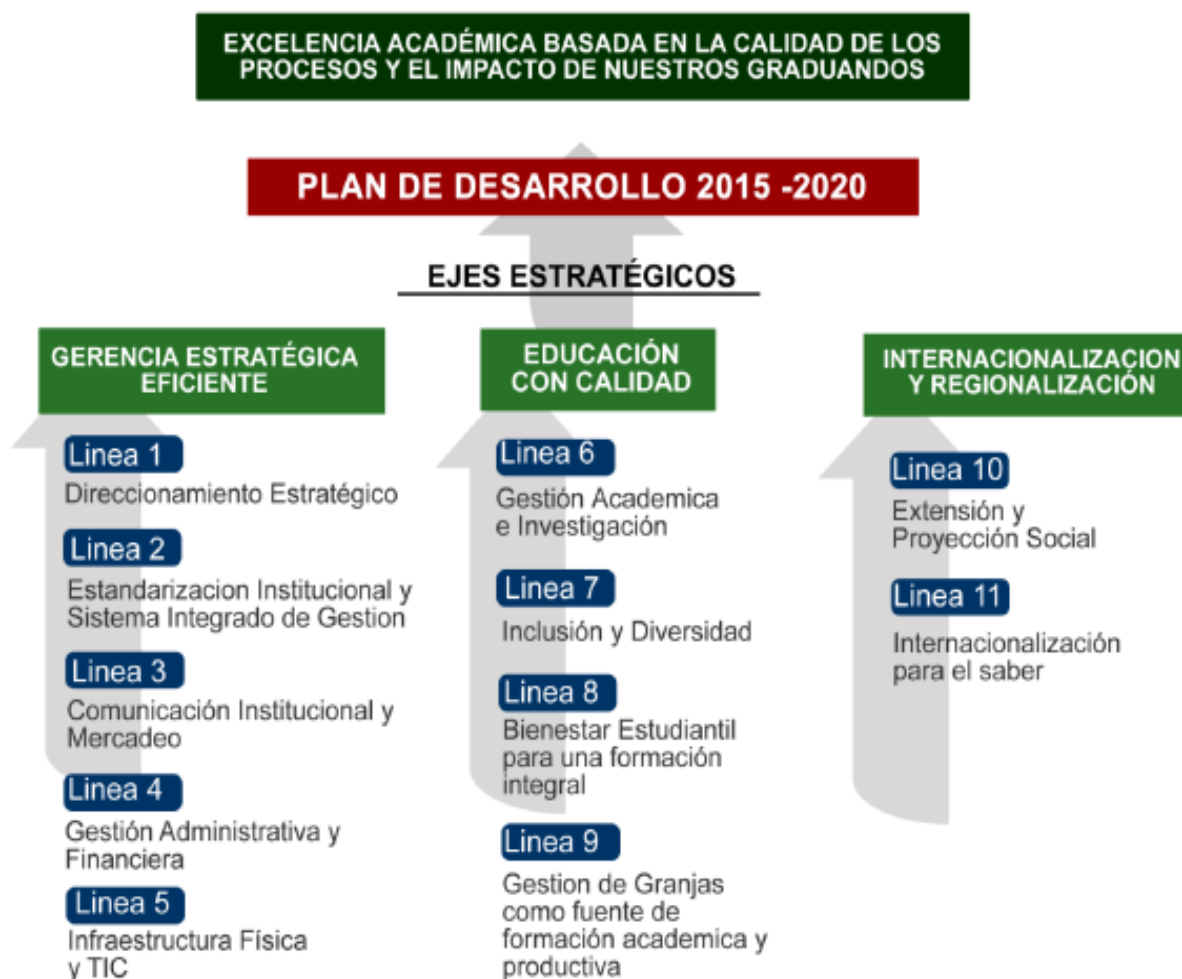 EXCELENCIA ACADÉMICA BASADA EN LA CALIDAD DE LOS
PROCESOS Y EL IMPACTO DE NUESTROS GRADUANDOS
PLAN DE DESARROLLO 2015 -2020
EJES ESTRATÉGICOS
GERENCIA ESTRATÉGICA
EFICIENTE
Linea 1
Direccionamiento Estratégico
Linea 2
Estandarizacion Institucional y
Sistema Integrado de Gestion
Linea 3
Comunicación Institucional y
Mercadeo
Linea 4
Gestión Administrativa y
Financiera
Linea 5
Infraestructura Física
y TIC
EDUCACIÓN
CON CALIDAD
Linea 6
Gestión Academica
e Investigación
Linea 7
Inclusión y Diversidad
Linea 8
Bienestar Estudiantil
para una formación
integral
Linea 9
Gestion de Granjas
como fuente de
formación academica y
productiva
INTERNACIONALIZACION
Y REGIONALIZACIÓN
Linea 10
Extensión y
Proyección Social
Linea 11
Internacionalización
para el saber